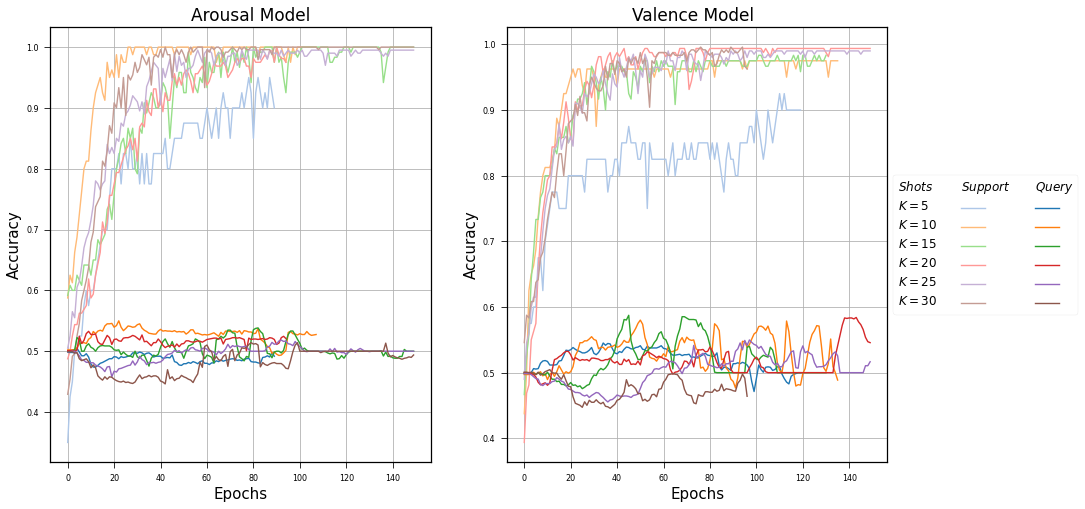 Arousal Model
Accuracy
1.0
0.9
0.8
0.7
0.6
0.5
0.4
0 20 40 60 80 100 120 140
Epochs
Valence Model
Accuracy
1.0
0.9
0.8
0.7
0.6
0.5
0.4
0 20 40 60 80 100 120 140
Epochs
Shots Support Query
K = 5
K = 10
K = 15
K = 20
K = 25
K = 30